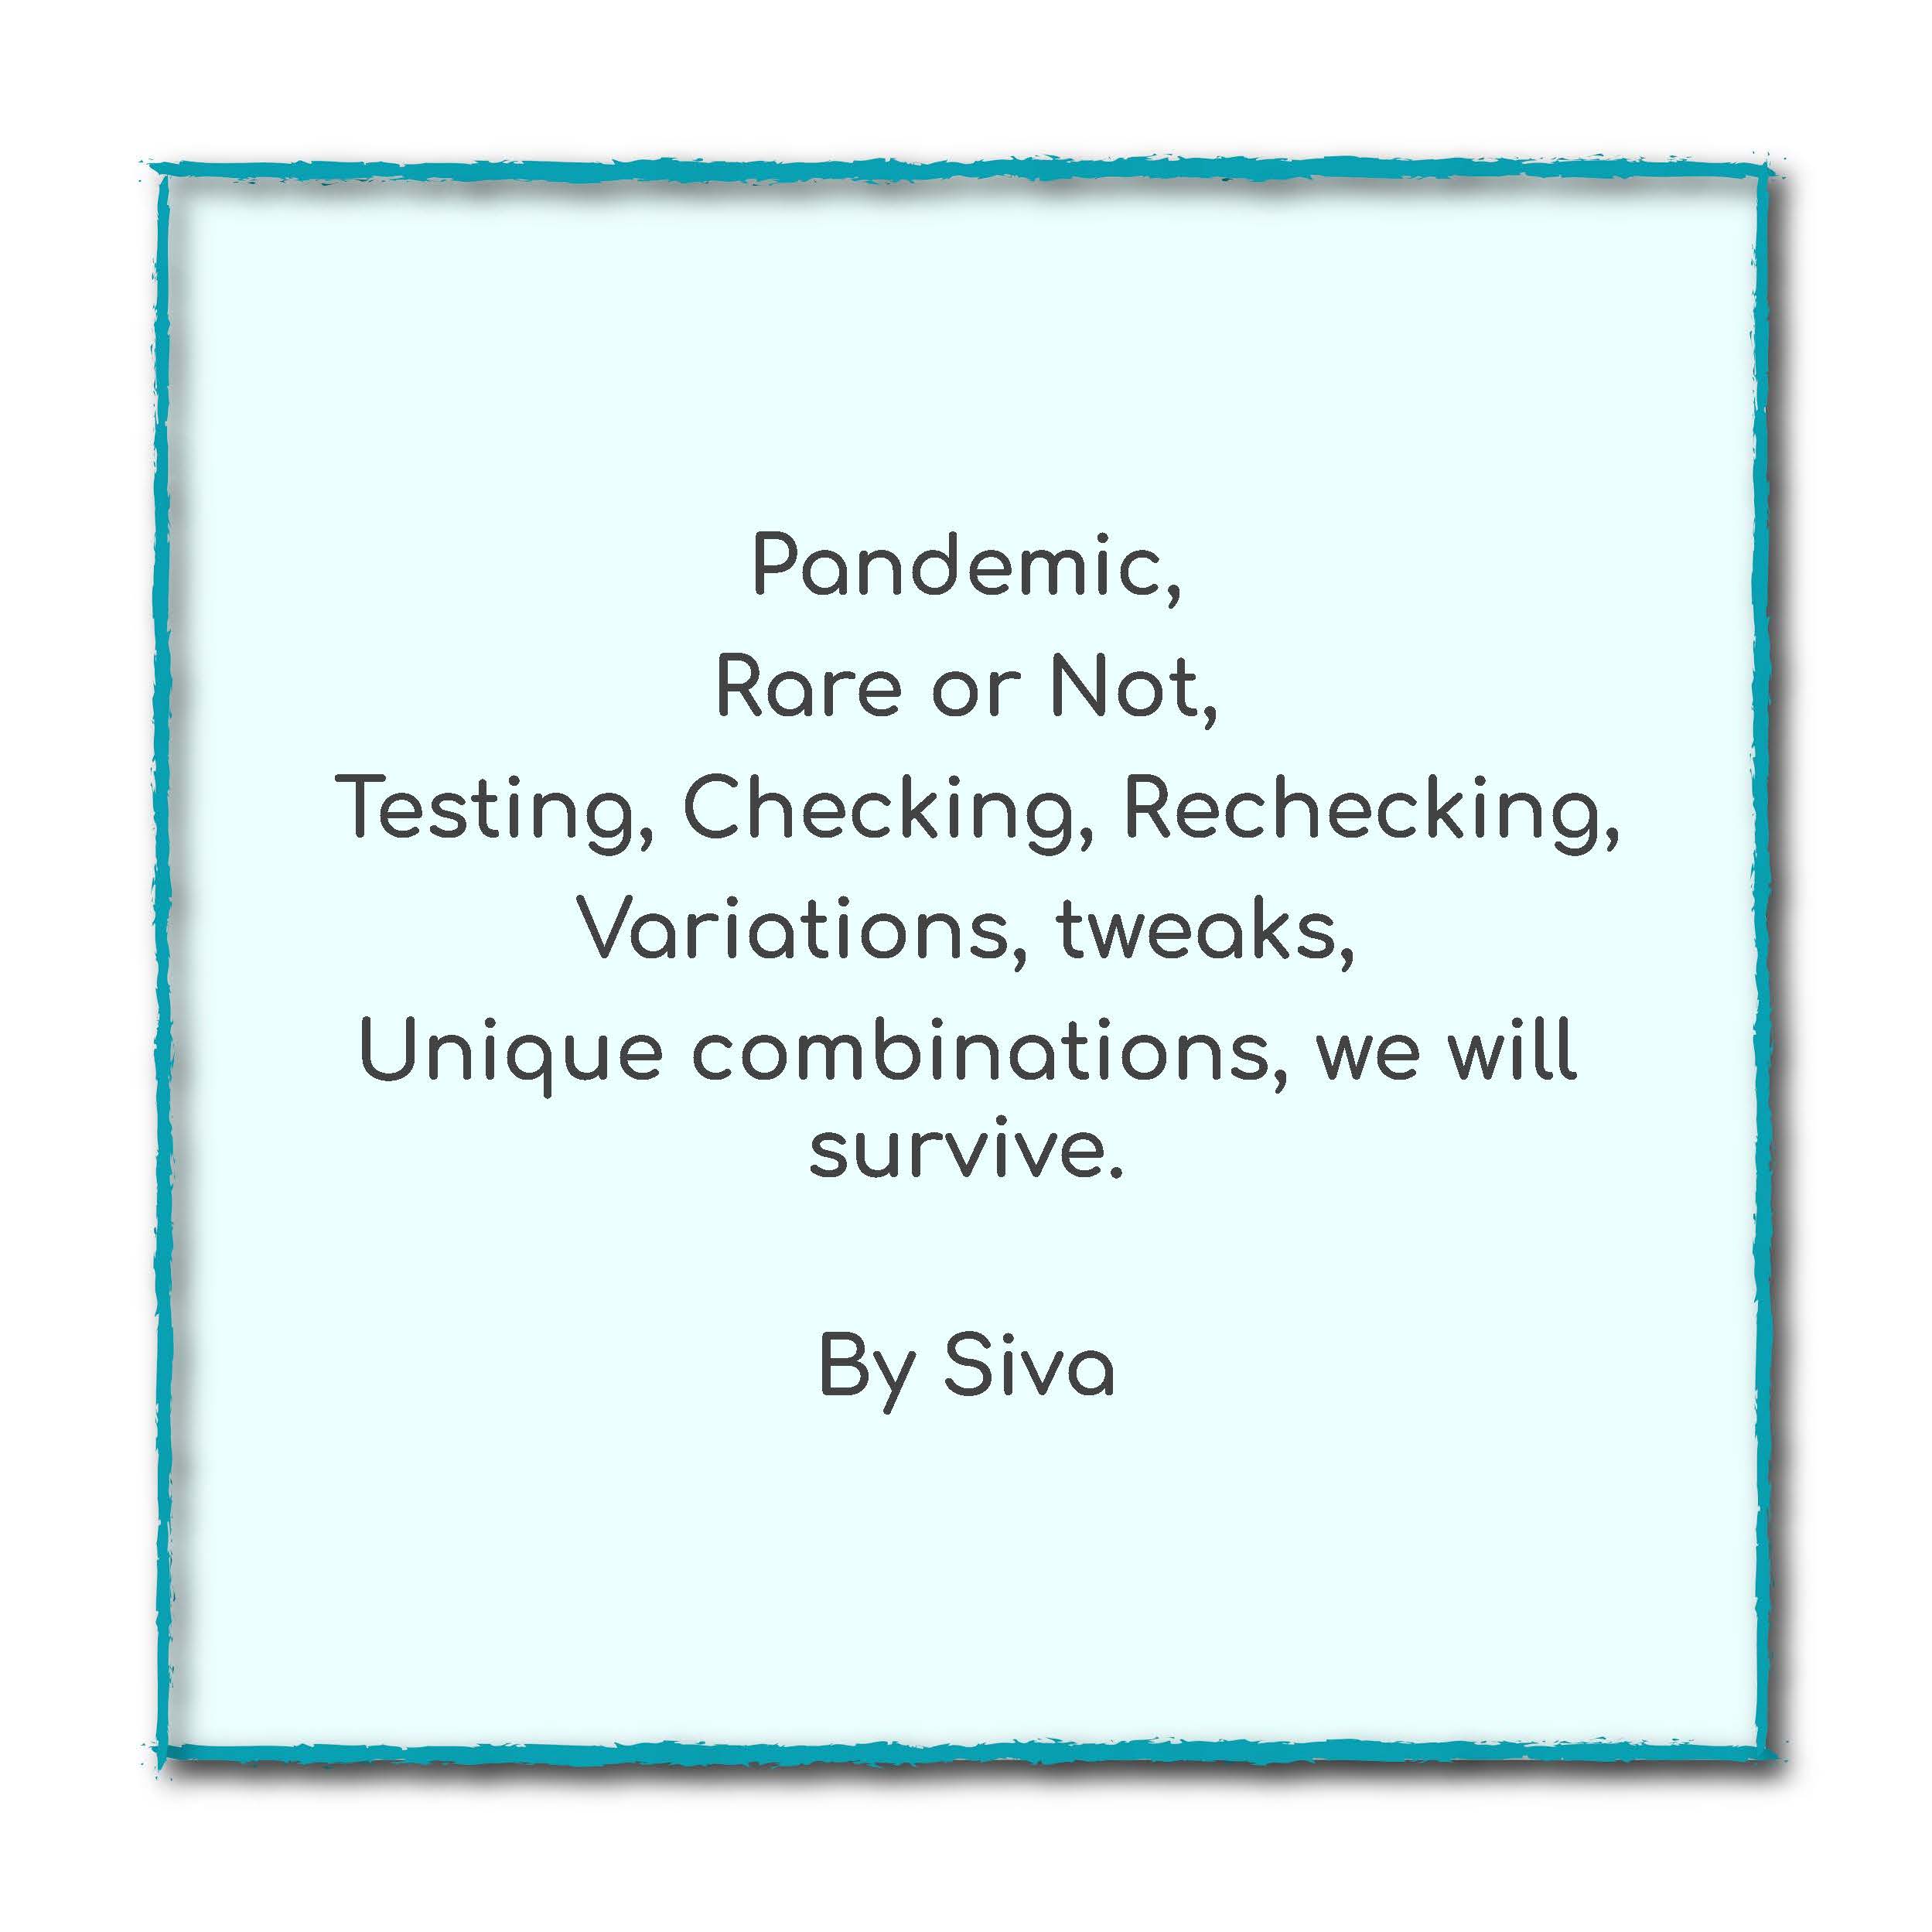 Pandemic,
Rare or Not,
Testing, Checking, Rechecking,
Variations, tweaks,
Unique combinations, we will
survive.
By Siva